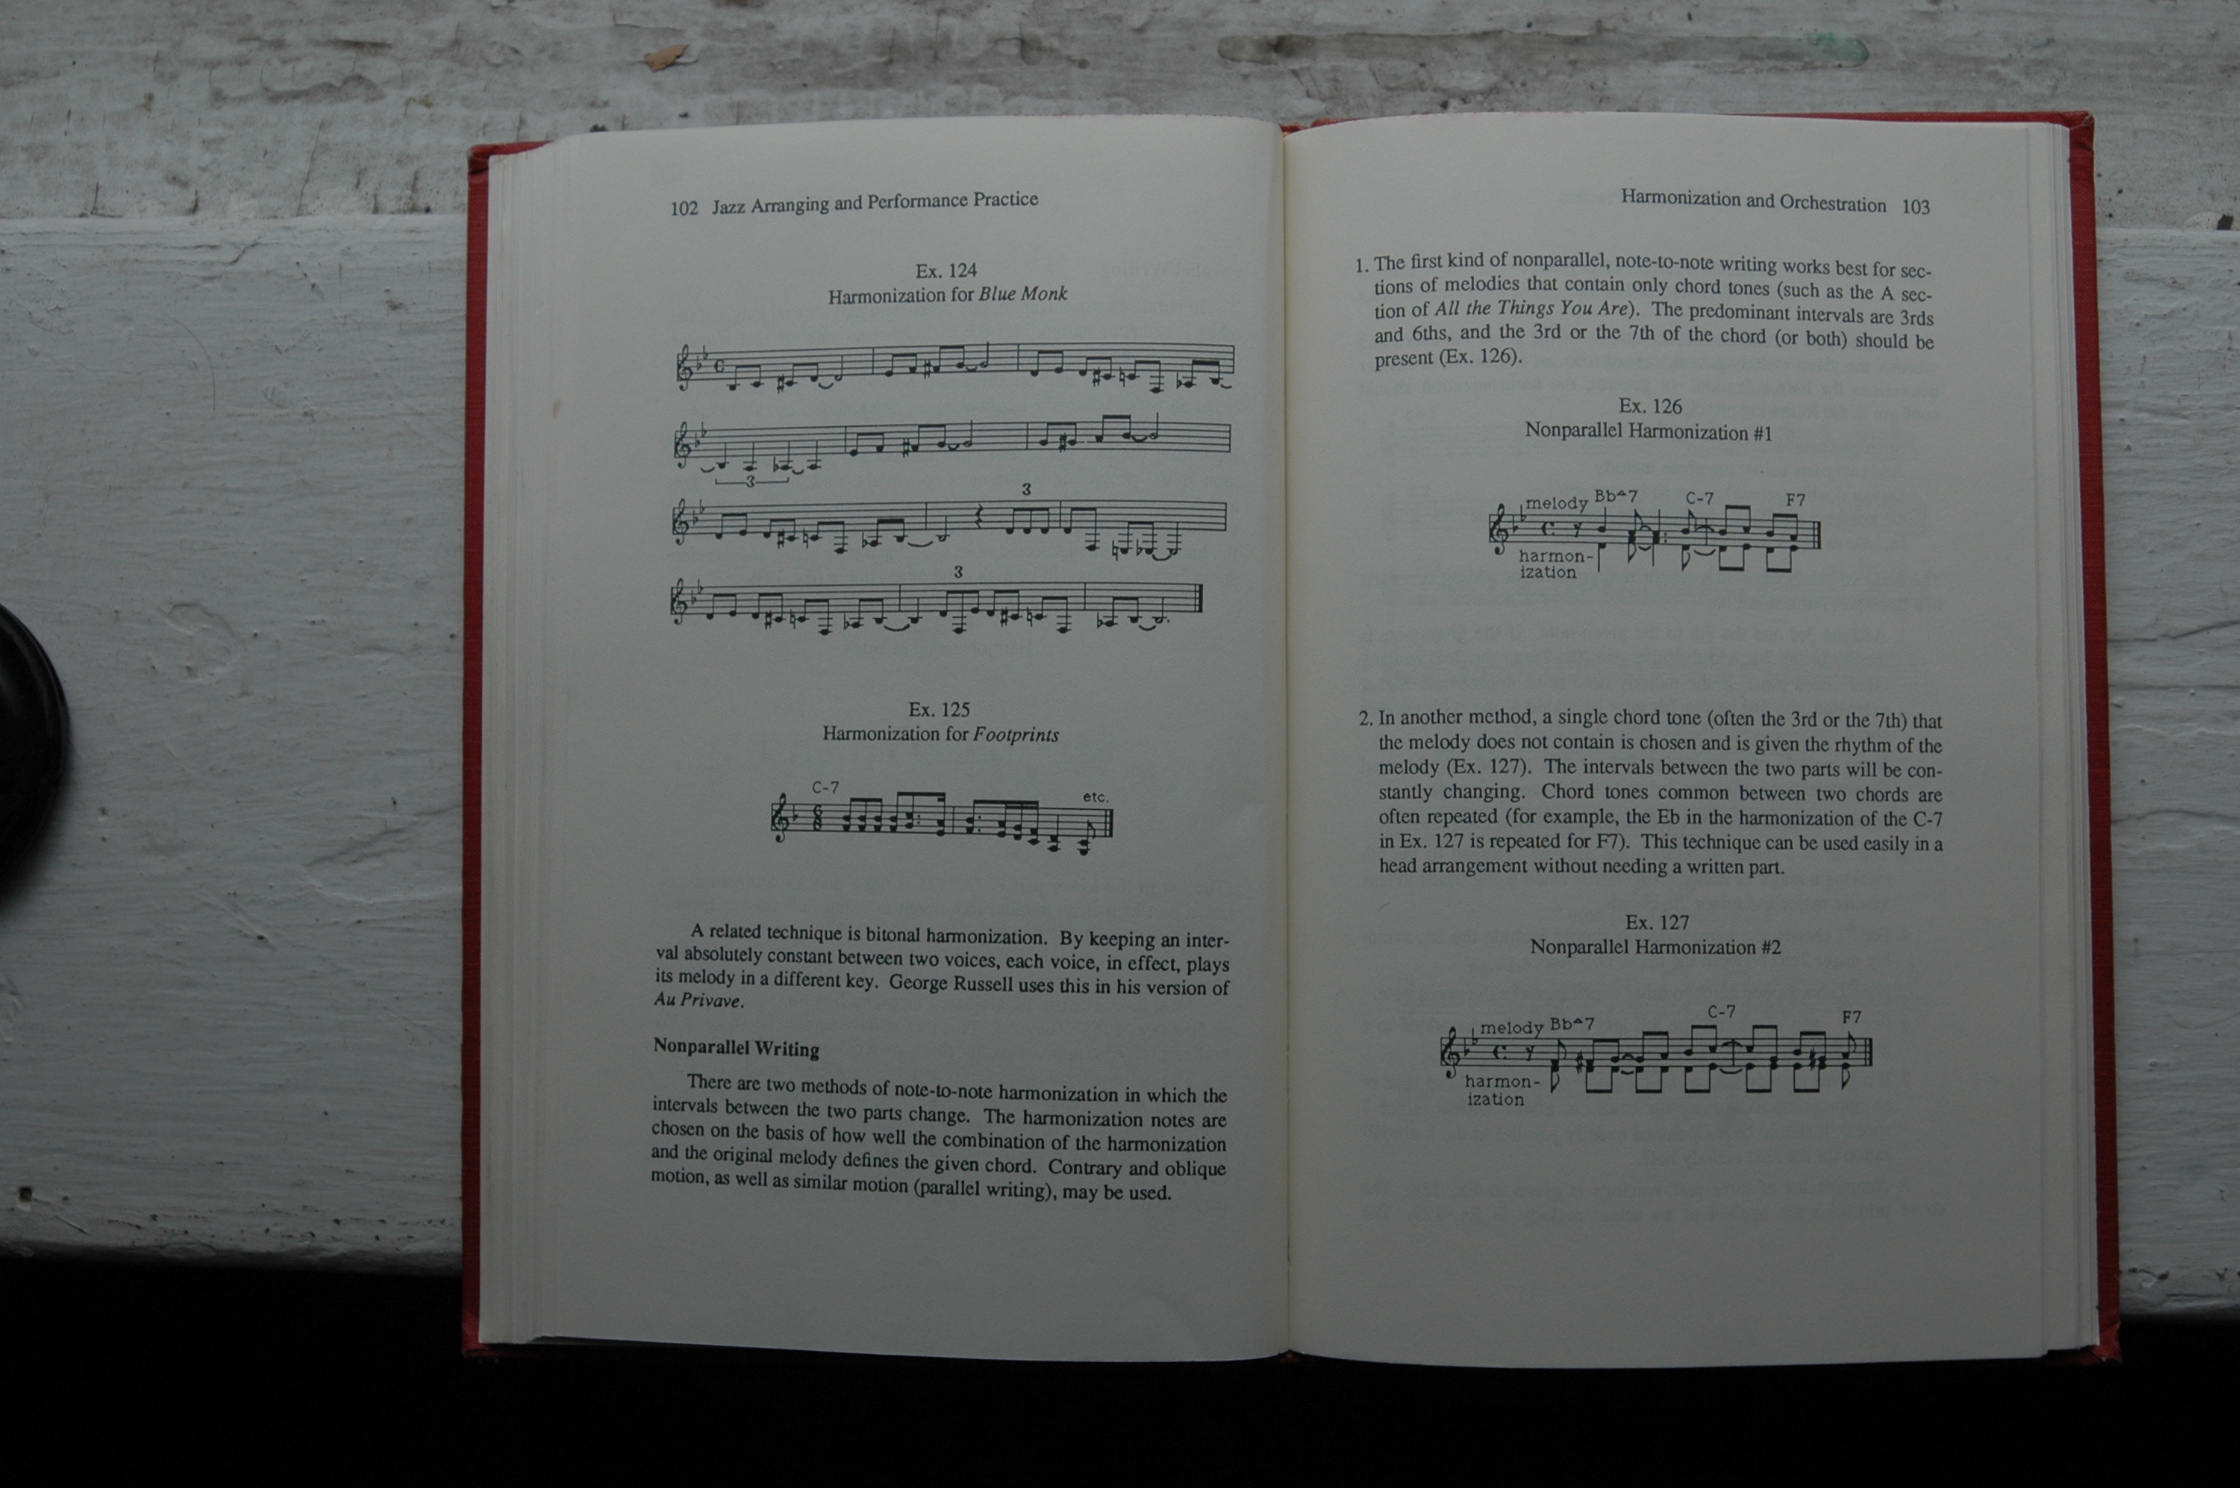 102 Jazz Arranging and Performance Practice
Ex. 124
Harmonization for Blue Monk
3
3
3
Ex. 125
Harmonization for Footprints
C-7
etc.
A related technique is bitonal harmonization. By keeping an inter-
val absolutely constant between two voices, each voice, in effect, plays
its melody in a different key. George Russell uses this in his version of
Au Privave.
Nonparallel Writing
There are two methods of note-to-note harmonization in which the
intervals between the two parts change. The harmonization notes are
chosen on the basis of how well the combination of the harmonization
and the original melody defines the given chord. Contrary and oblique
motion, as well as similar motion (parallel writing), may be used.
Harmonization and Orchestration 103
1. The first kind of nonparallel, note-to-note writing works best for sec-
tions of melodies that contain only chord tones (such as the A sec-
tion of All the Things You Are). The predominant intervals are 3rds
and 6ths, and the 3rd or the 7th of the chord (or both) should be
present (Ex. 126).
Ex. 126
Nonparallel Harmonization #1
melody Bb▵7 C-7 F7
harmon-
ization
2. In another method, a single chord tone (often the 3rd or the 7th) that
the melody does not contain is chosen and is given the rhythm of the
melody (Ex. 127). The intervals between the two parts will be con-
stantly changing. Chord tones common between two chords are
often repeated (for example, the Eb in the harmonization of the C-7
in Ex. 127 is repeated for F7). This technique can be used easily in a
head arrangement without needing a written part.
Ex. 127
Nonparallel Harmonization #2
melody Bb▵7 C-7 F7
harmon-
ization